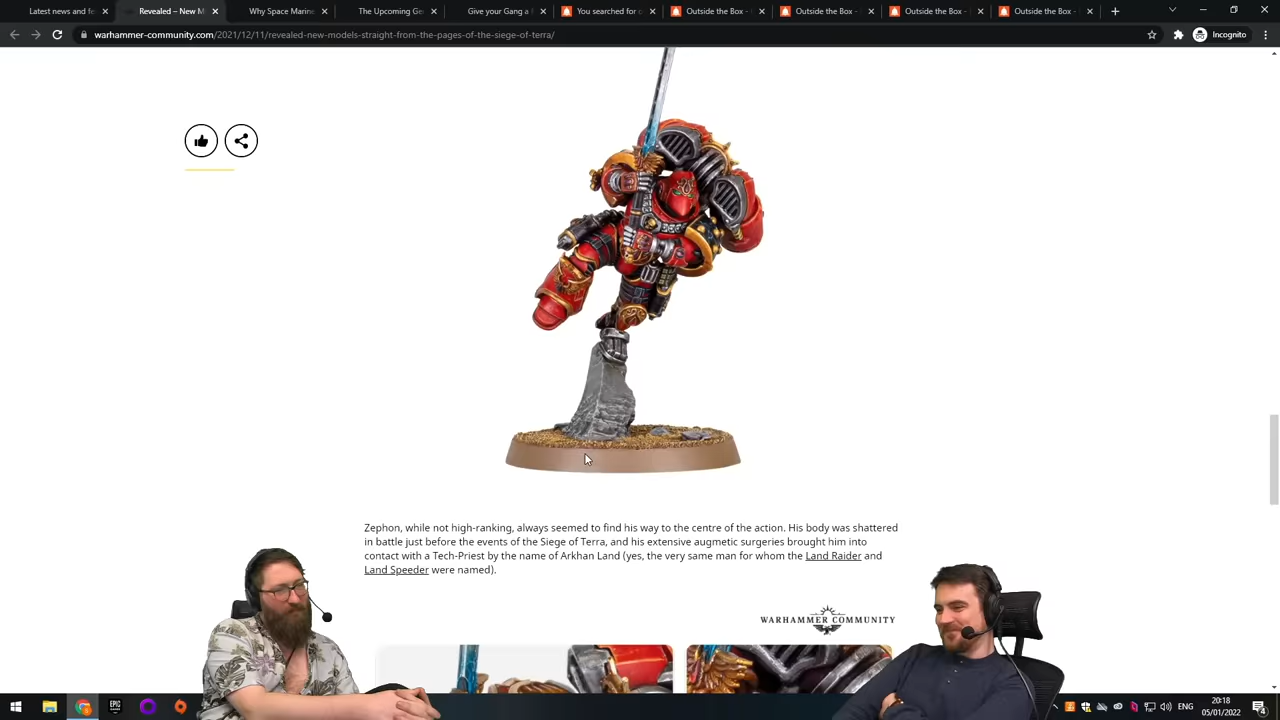 Latest news and fe
Revealed – New M
Why Space Marine
The Upcoming Ge
Give your Gang a
You searched for c
Outside the Box -
Outside the Box -
Outside the Box -
Outside the Box -
warhammer-community.com/2021/12/11/revealed-new-models-straight-from-the-pages-of-the-siege-of-terra/
Incognito
Zephon, while not high-ranking, always seemed to find his way to the centre of the action. His body was shattered
in battle just before the events of the Siege of Terra, and his extensive augmetic surgeries brought him into
contact with a Tech-Priest by the name of Arkhan Land (yes, the very same man for whom the Land Raider and
Land Speeder were named).
WARHAMMER COMMUNITY
EPIC
ENG
20:18
05/01/2022